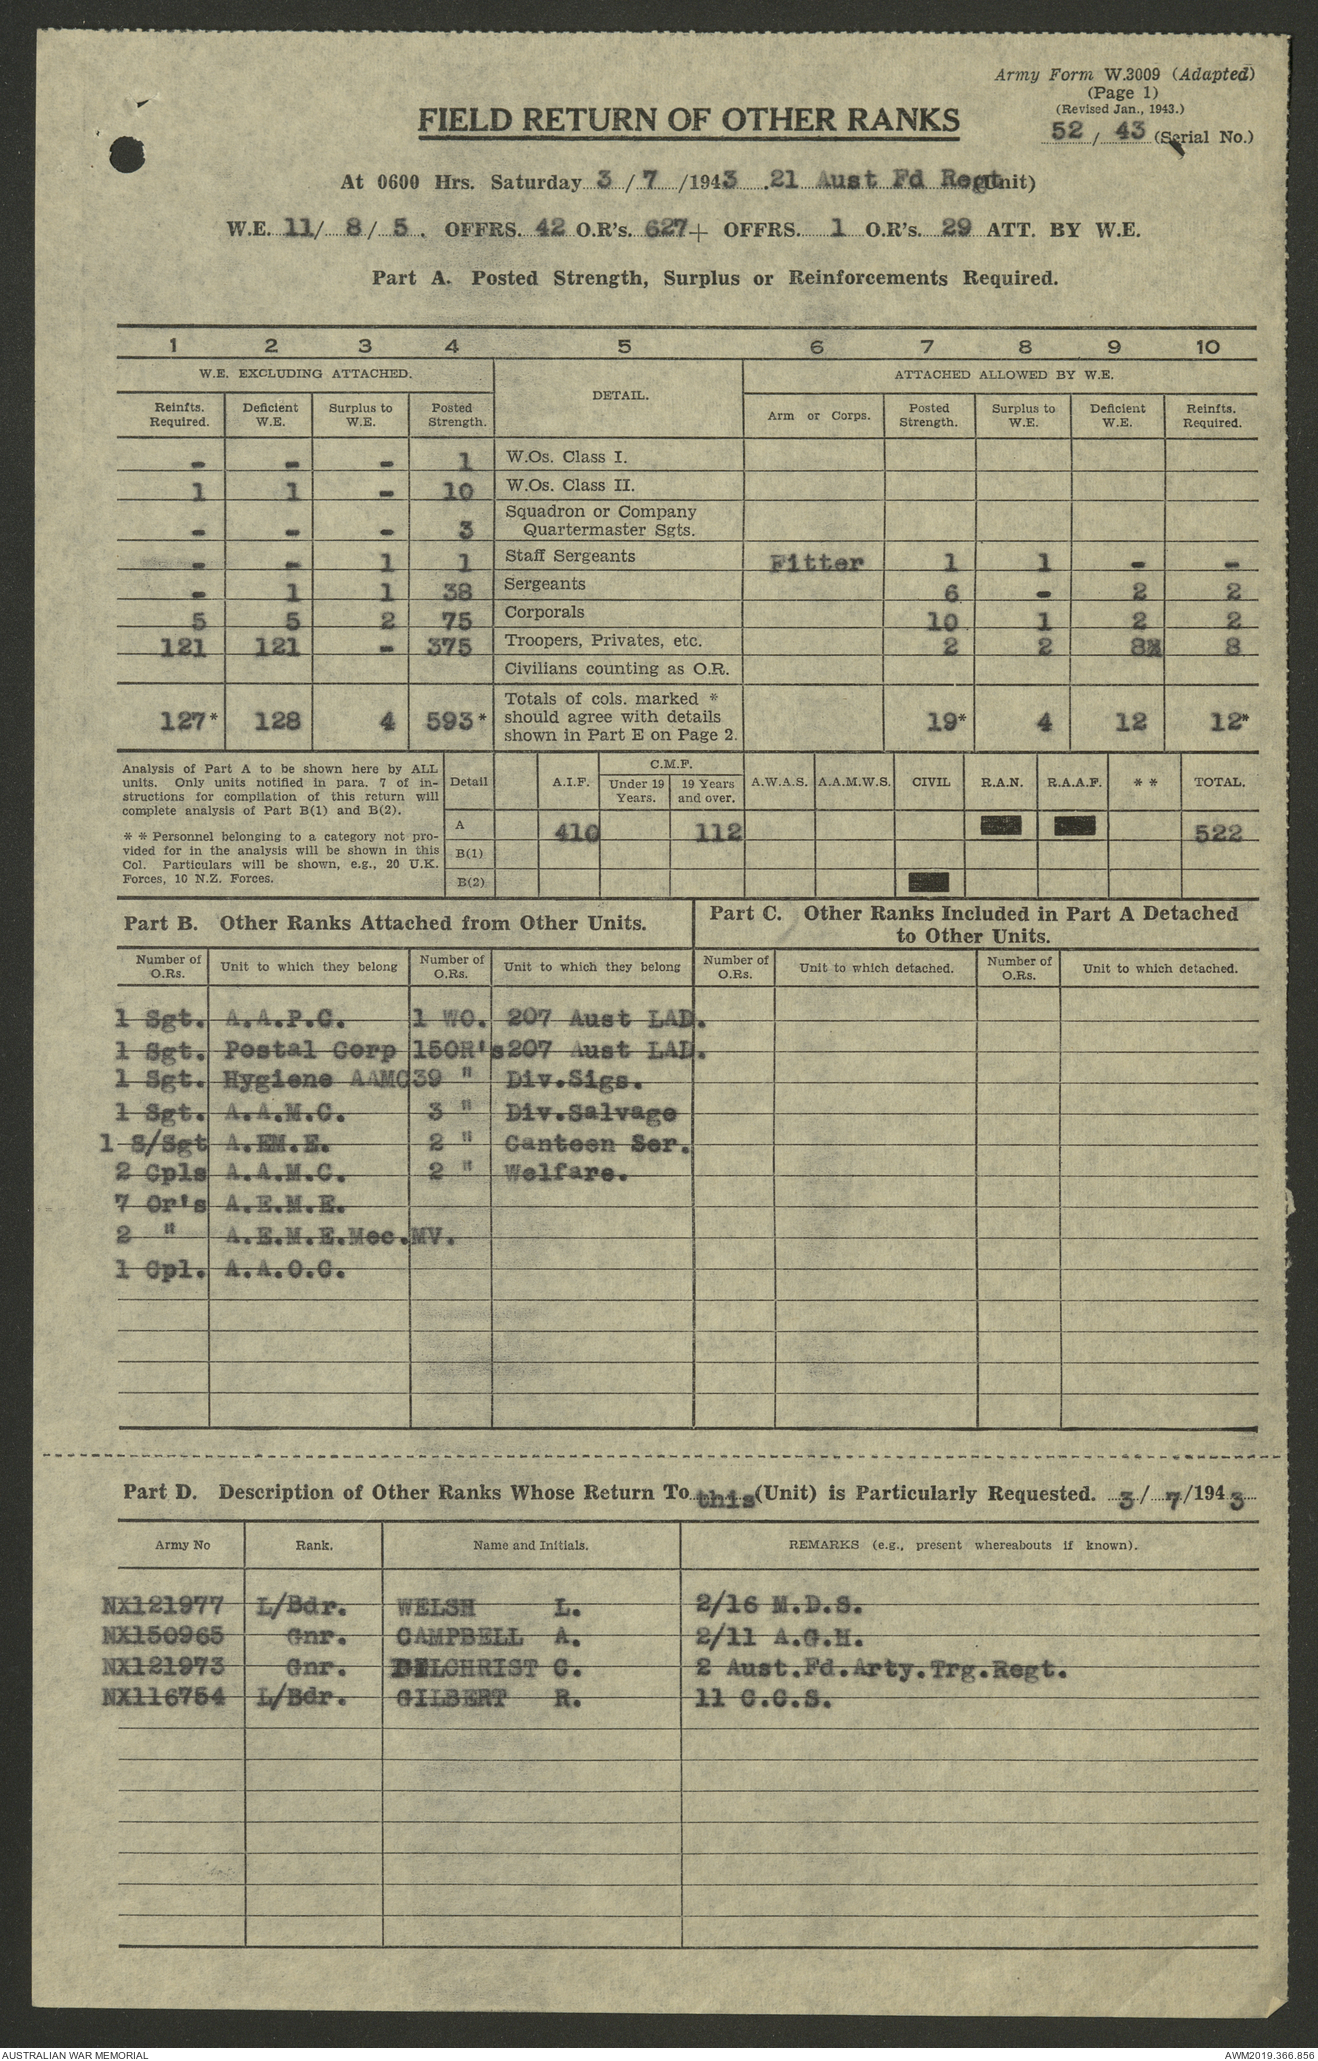 Army Form W.3009 (Adapted)
(Page 1)
(Revised Jan., 1943.)
52 / 43 (Serial No.)
FIELD RETURN OF OTHER RANKS
At 0600 Hrs. Saturday 3 / 7 /1943 .21 Aust Fd Regt (Unit)
W.E. 11/ 8 / 5 . OFFRS. 42 O.R's. 627 + OFFRS. 1 O.R's. 29 ATT. BY W.E.
Part A. Posted Strength, Surplus or Reinforcements Required.
1 2 3 4 5 6 7 8 9 10
W.E. EXCLUDING ATTACHED. DETAIL. ATTACHED ALLOWED BY W.E.
Reinfts. Required. Deficient W.E. Surplus to W.E. Posted Strength. Arm or Corps. Posted Strength. Surplus to W.E. Deficient W.E. Reinfts. Required.
- - - 1 W.Os. Class I.
1 1 - 10 W.Os. Class II.
- - - 3 Squadron or Company Quartermaster Sgts.
- - 1 1 Staff Sergeants Fitter 1 1 - -
- 1 1 38 Sergeants 6 - 2 2
5 5 2 75 Corporals 10 1 2 2
121 121 - 375 Troopers, Privates, etc. 2 2 8 8
Civilians counting as O.R.
127* 128 4 593* Totals of cols. marked * should agree with details shown in Part E on Page 2. 19* 4 12 12*
Analysis of Part A to be shown here by ALL
units. Only units notified in para. 7 of in-
structions for compilation of this return will
complete analysis of Part B(1) and B(2).
* * Personnel belonging to a category not pro-
vided for in the analysis will be shown in this
Col. Particulars will be shown, e.g., 20 U.K.
Forces, 10 N.Z. Forces.
Detail A.I.F. C.M.F. Under 19 Years. 19 Years and over. A.W.A.S. A.A.M.W.S. CIVIL R.A.N. R.A.A.F. * * TOTAL.
A 410 112 522
B(1)
B(2)
Part B. Other Ranks Attached from Other Units.
Number of O.Rs. Unit to which they belong Number of O.Rs. Unit to which they belong
1 Sgt. A.A.P.C. 1 WO. 207 Aust LAD.
1 Sgt. Postal Corp 15OR's 207 Aust LAD.
1 Sgt. Hygiene AAMC 39 " Div.Sigs.
1 Sgt. A.A.M.C. 3 " Div.Salvage
1 S/Sgt A.EM.E. 2 " Canteen Ser.
2 Cpls A.A.M.C. 2 " Welfare.
7 Or's A.E.M.E.
2 " A.E.M.E.Mec.MV.
1 Cpl. A.A.O.C.
Part C. Other Ranks Included in Part A Detached
to Other Units.
Number of O.Rs. Unit to which detached. Number of O.Rs. Unit to which detached.
Part D. Description of Other Ranks Whose Return To this (Unit) is Particularly Requested. 3/ 7/1943
Army No Rank. Name and Initials. REMARKS (e.g., present whereabouts if known).
NX121977 L/Bdr. WELSH L. 2/16 M.D.S.
NX150965 Gnr. CAMPBELL A. 2/11 A.G.H.
NX121973 Gnr. GILCHRIST C. 2 Aust.Fd.Arty.Trg.Regt.
NX116754 L/Bdr. GILBERT R. 11 C.C.S.
AUSTRALIAN WAR MEMORIAL
AWM2019.366.856